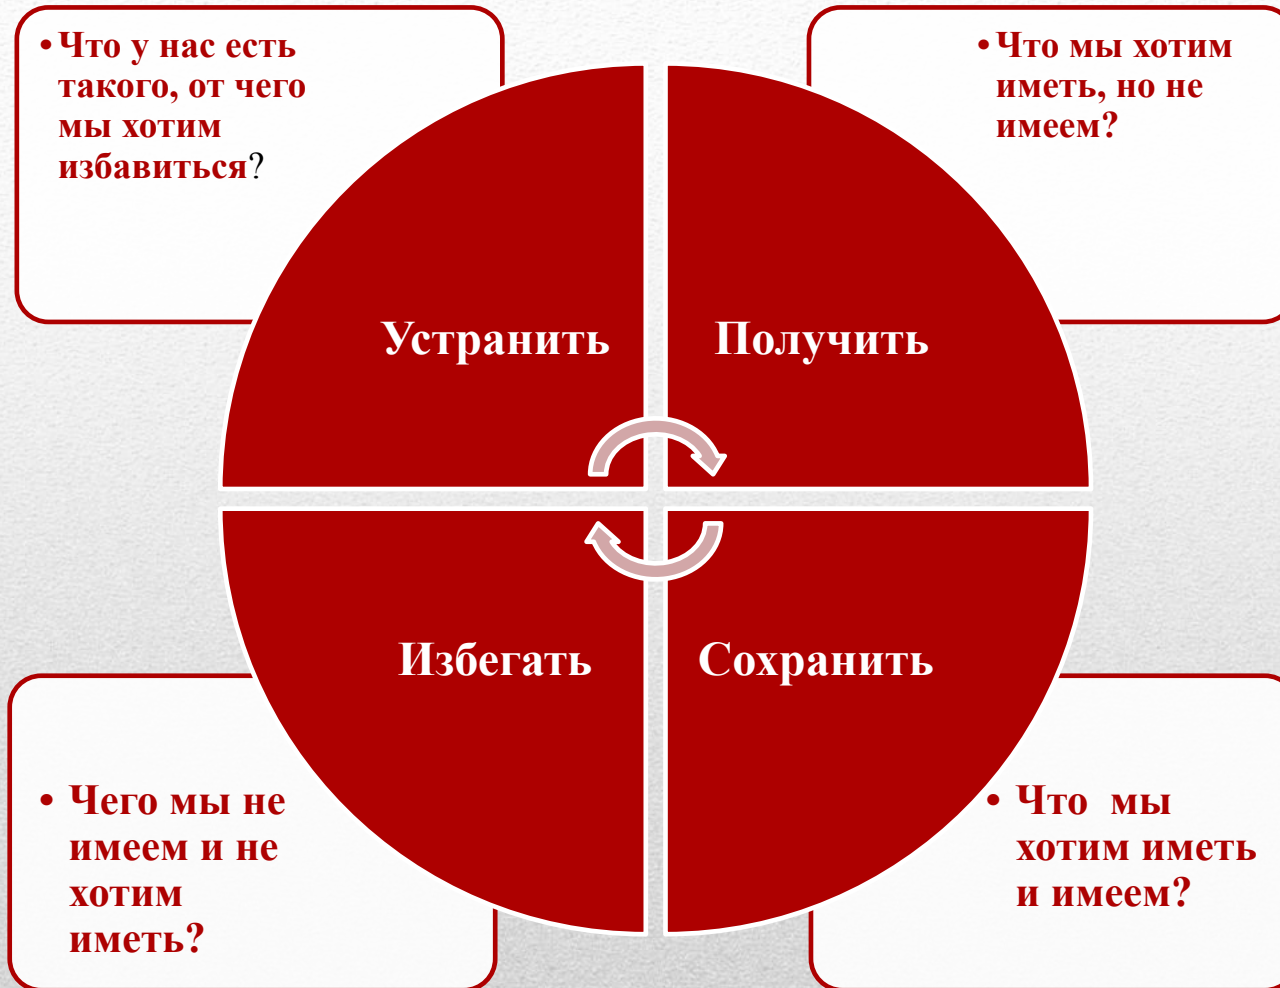 • Что у нас есть
такого, от чего
мы хотим
избавиться?
• Что мы хотим
иметь, но не
имеем?
Устранить
Получить
Избегать
Сохранить
• Чего мы не
имеем и не
хотим
иметь?
• Что мы
хотим иметь
и имеем?